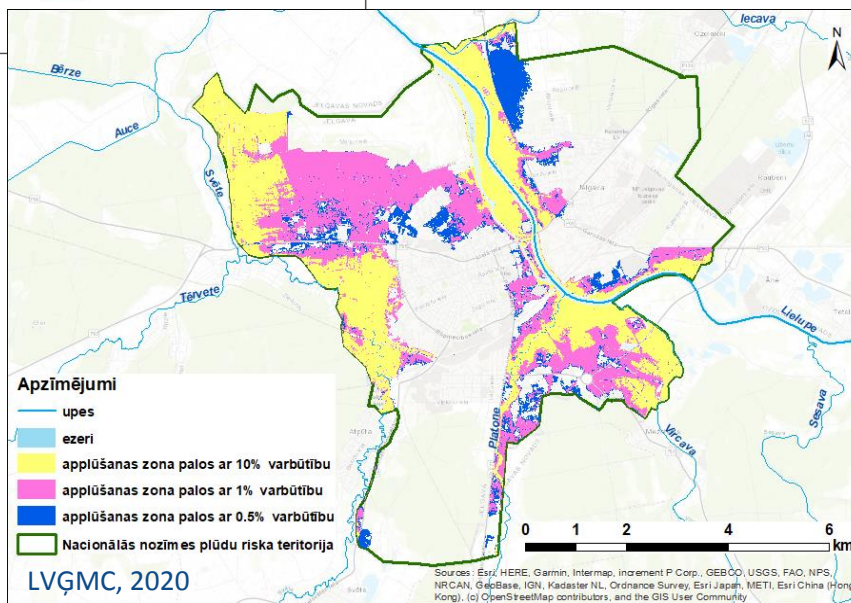 Iecava
N
Bērze
Auce
JELGAVAS NOVADS
JELGAVA
Svēte
Tērvete
Āne
Lielupe
Sesava
Vircava
Platone
Apzīmējumi
upes
ezeri
applūšanas zona palos ar 10% varbūtību
applūšanas zona palos ar 1% varbūtību
applūšanas zona palos ar 0.5% varbūtību
Nacionālās nozīmes plūdu riska teritorija
0 1 2 4 6
km
LVĢMC, 2020
Sources: Esri, HERE, Garmin, Intermap, increment P Corp., GEBCO, USGS, FAO, NPS,
NRCAN, GeoBase, IGN, Kadaster NL, Ordnance Survey, Esri Japan, METI, Esri China (Hong
Kong), (c) OpenStreetMap contributors, and the GIS User Community